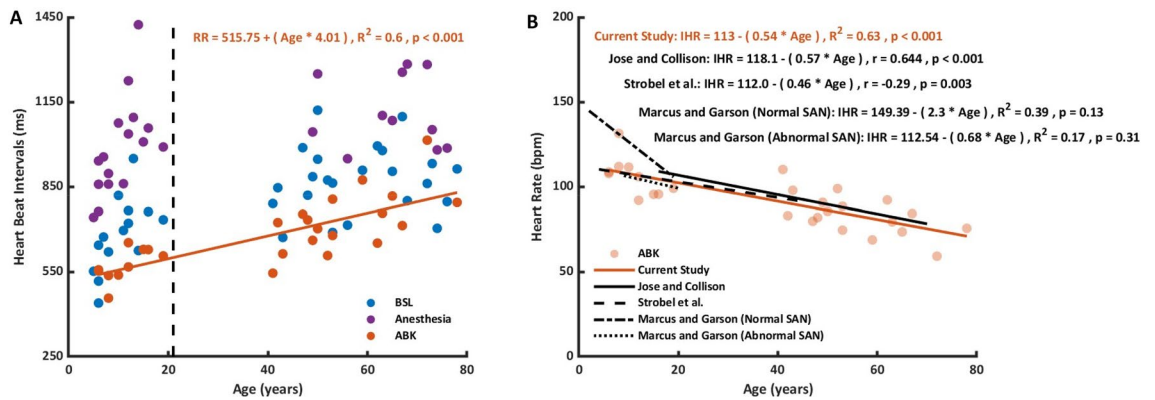 A
1450
1150
850
550
250
Heart Beat Intervals (ms)
RR = 515.75 + ( Age * 4.01 ) , R² = 0.6 , p < 0.001
BSL
Anesthesia
ABK
0
20
40
60
80
Age (years)
B
200
150
100
50
0
Heart Rate (bpm)
Current Study: IHR = 113 - ( 0.54 * Age ) , R² = 0.63 , p < 0.001
Jose and Collison: IHR = 118.1 - ( 0.57 * Age ) , r = 0.644 , p < 0.001
Strobel et al.: IHR = 112.0 - ( 0.46 * Age ) , r = -0.29 , p = 0.003
Marcus and Garson (Normal SAN): IHR = 149.39 - ( 2.3 * Age ) , R² = 0.39 , p = 0.13
Marcus and Garson (Abnormal SAN): IHR = 112.54 - ( 0.68 * Age ) , R² = 0.17 , p = 0.31
ABK
Current Study
Jose and Collison
Strobel et al.
Marcus and Garson (Normal SAN)
Marcus and Garson (Abnormal SAN)
0
20
40
60
80
Age (years)